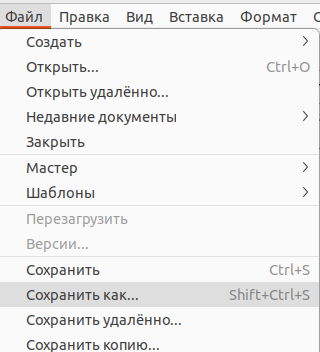 Файл Правка Вид Вставка Формат
Создать
Открыть... Ctrl+O
Открыть удалённо...
Недавние документы
Закрыть
Мастер
Шаблоны
Перезагрузить
Версии...
Сохранить Ctrl+S
Сохранить как... Shift+Ctrl+S
Сохранить удалённо...
Сохранить копию...